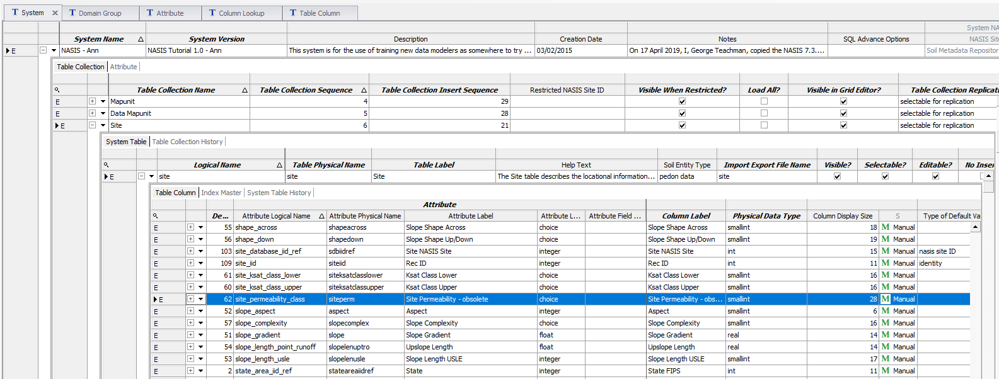 System Domain Group Attribute Column Lookup Table Column
System NA
System Name System Version Description Creation Date Notes SQL Advance Options NASIS Site
E NASIS - Ann NASIS Tutorial 1.0 - Ann This system is for the use of training new data modelers as somewhere to try ... 03/02/2015 On 17 April 2019, I, George Teachman, copied the NASIS 7.3.... Soil Metadata Repositor
Table Collection Attribute
Table Collection Name Table Collection Sequence Table Collection Insert Sequence Restricted NASIS Site ID Visible When Restricted? Load All? Visible in Grid Editor? Table Collection Replicati
E Mapunit 4 29 selectable for replication
E Data Mapunit 5 28 selectable for replication
E Site 6 21 selectable for replication
System Table Table Collection History
Logical Name Table Physical Name Table Label Help Text Soil Entity Type Import Export File Name Visible? Selectable? Editable? No Inser
E site site Site The Site table describes the locational information... pedon data site
Table Column Index Master System Table History
Attribute
De... Attribute Logical Name Attribute Physical Name Attribute Label Attribute L... Attribute Field ... Column Label Physical Data Type Column Display Size S Type of Default Va
E 55 shape_across shapeacross Slope Shape Across choice Slope Shape Across smallint 18 M Manual
E 56 shape_down shapedown Slope Shape Up/Down choice Slope Shape Up/Down smallint 19 M Manual
E 103 site_database_iid_ref sdbiidref Site NASIS Site integer Site NASIS Site int 15 M Manual nasis site ID
E 109 site_iid siteiid Rec ID integer Rec ID int 11 M Manual identity
E 61 site_ksat_class_lower siteksatclasslower Ksat Class Lower choice Ksat Class Lower smallint 16 M Manual
E 60 site_ksat_class_upper siteksatclassupper Ksat Class Upper choice Ksat Class Upper smallint 16 M Manual
E 62 site_permeability_class siteperm Site Permeability - obsolete choice Site Permeability - obs... smallint 28 M Manual
E 52 slope_aspect aspect Aspect integer Aspect smallint 6 M Manual
E 57 slope_complexity slopecomplex Slope Complexity choice Slope Complexity smallint 16 M Manual
E 51 slope_gradient slope Slope Gradient float Slope Gradient real 14 M Manual
E 54 slope_length_point_runoff slopelenuptro Upslope Length float Upslope Length real 14 M Manual
E 53 slope_length_usle slopelenusle Slope Length USLE integer Slope Length USLE smallint 17 M Manual
E 2 state_area_iid_ref stateareaiidref State integer State FIPS int 11 M Manual